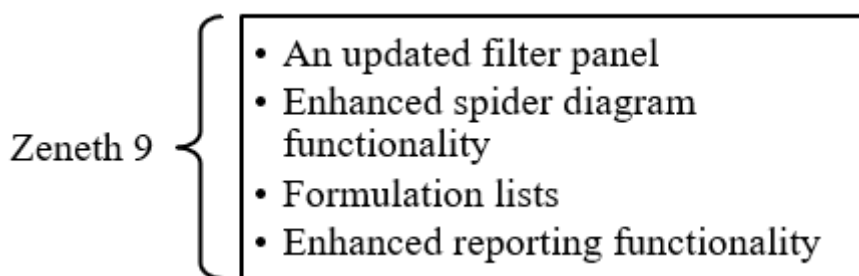 Zeneth 9
• An updated filter panel
• Enhanced spider diagram
functionality
• Formulation lists
• Enhanced reporting functionality